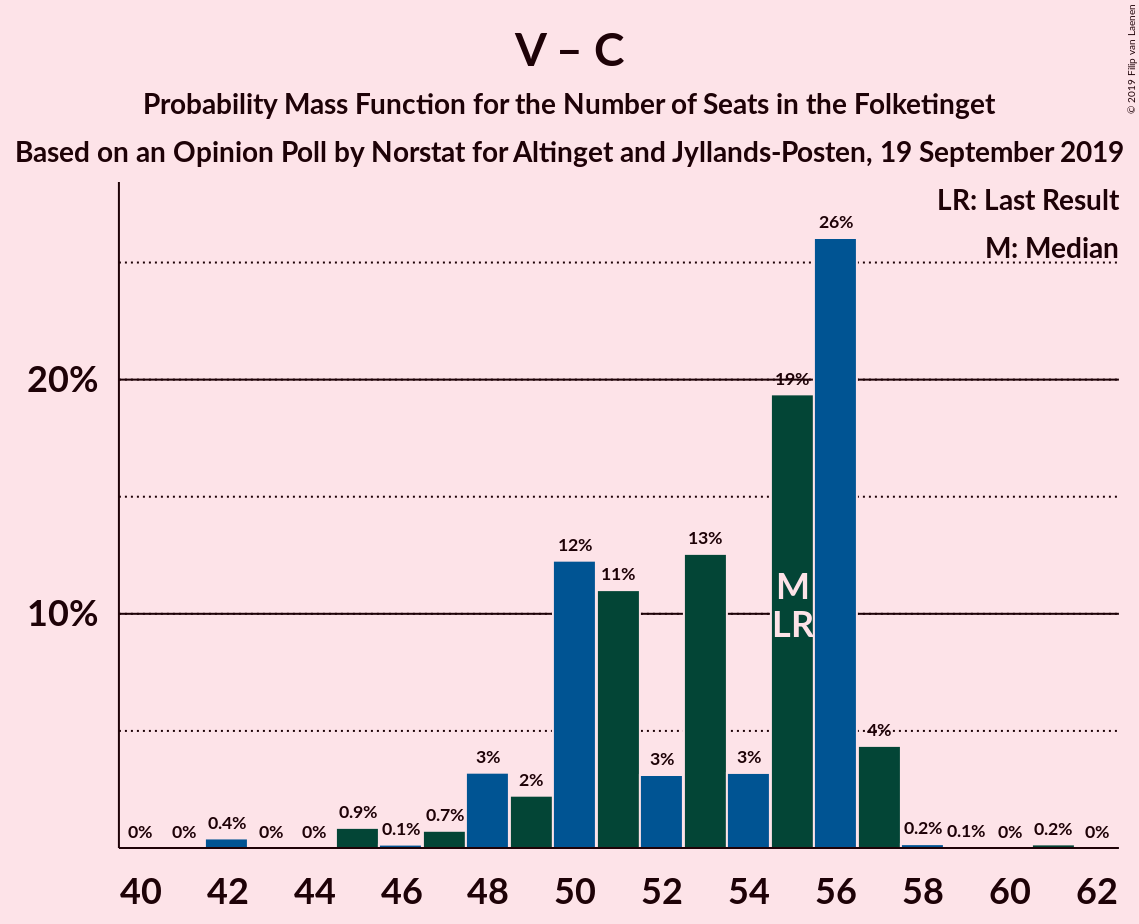 V – C
Probability Mass Function for the Number of Seats in the Folketinget
Based on an Opinion Poll by Norstat for Altinget and Jyllands-Posten, 19 September 2019
© 2019 Filip van Laenen
LR: Last Result
M: Median
20%
10%
0% 0% 0.4% 0% 0% 0.9% 0.1% 0.7% 3% 2% 12% 11% 3% 13% 3% 19% 26% 4% 0.2% 0.1% 0% 0.2% 0%
M
LR
40 42 44 46 48 50 52 54 56 58 60 62